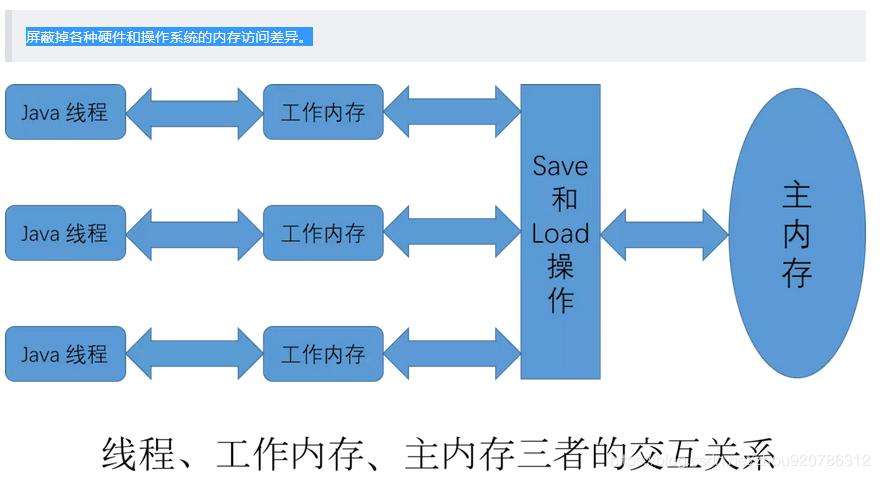 屏蔽掉各种硬件和操作系统的内存访问差异。
Java 线程
工作内存
Save
和
Load
操
作
主
内
存
Java 线程
工作内存
Java 线程
工作内存
线程、工作内存、主内存三者的交互关系